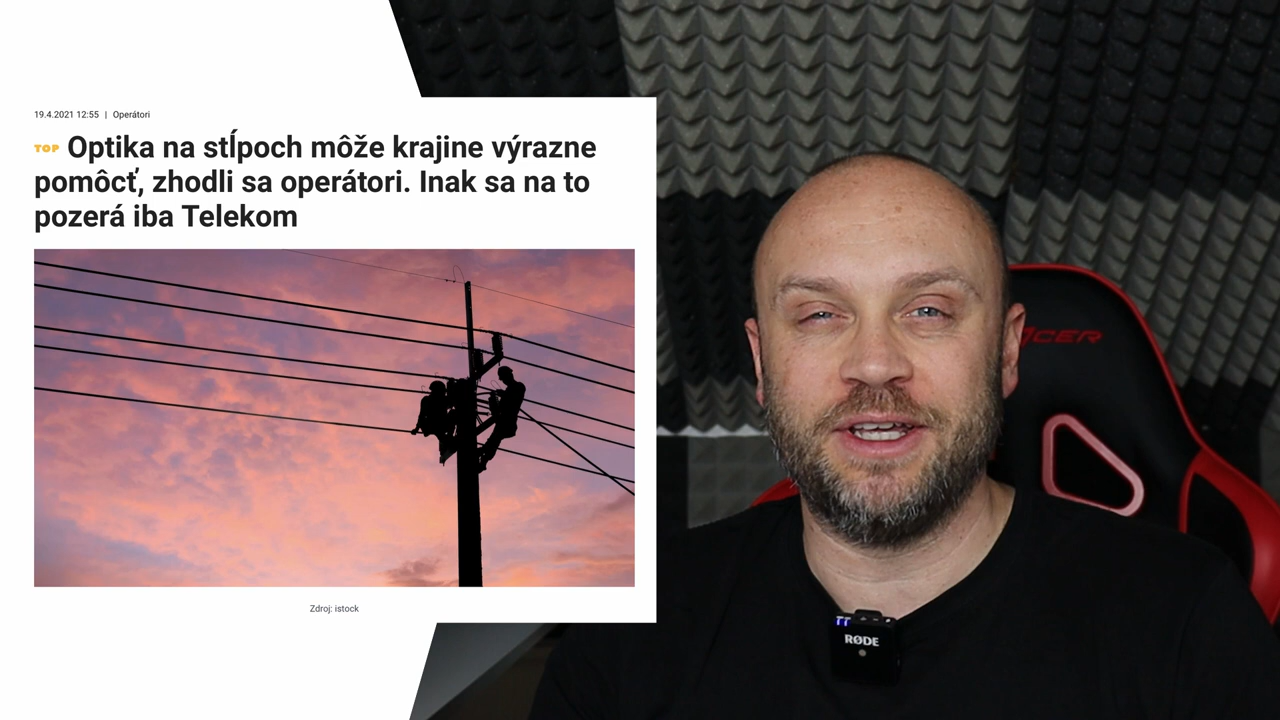 19.4.2021 12:55 | Operátori
TOP Optika na stĺpoch môže krajine výrazne
pomôcť, zhodli sa operátori. Inak sa na to
pozerá iba Telekom
Zdroj: istock
RØDE